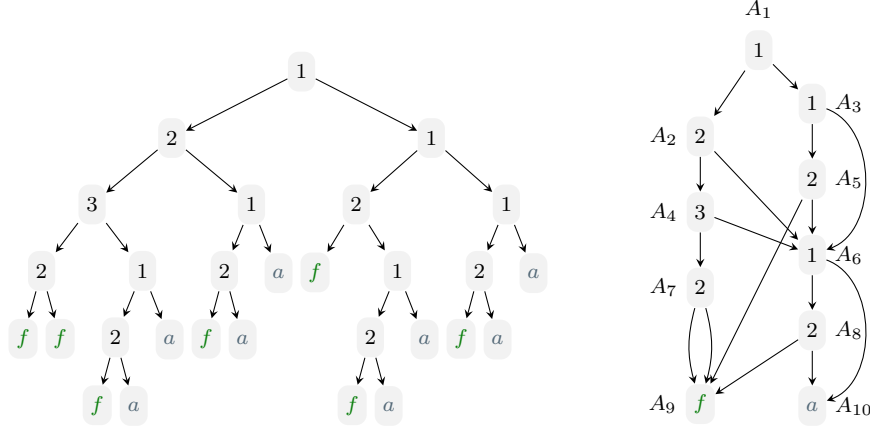 A1
1
1
1 A3
2 1
A2 2
2 A5
3 1 2 1
A4 3
1 A6
2 1 2 a f 1 2 a
A7 2
f f 2 a f a 2 a f a
2 A8
f a f a
A9 f a A10